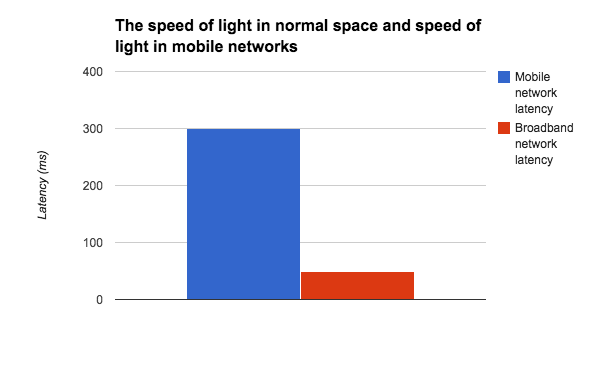 The speed of light in normal space and speed of
light in mobile networks
400
300
200
100
0
Latency (ms)
Mobile
network
latency
Broadband
network
latency